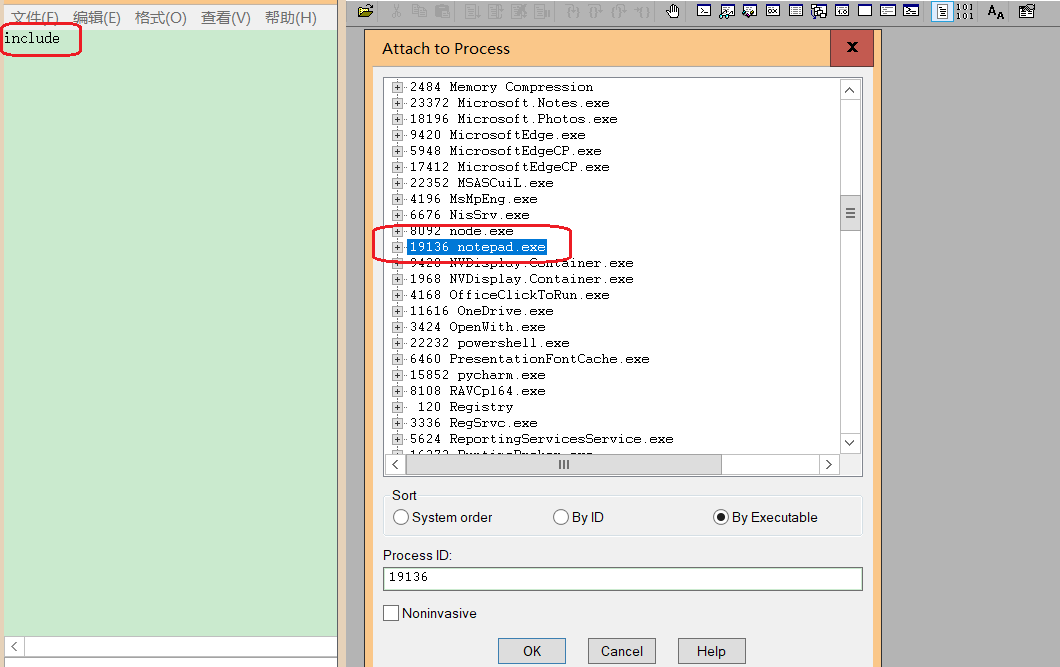 文件(F) 编辑(E) 格式(O) 查看(V) 帮助(H)
include
Attach to Process
x
2484 Memory Compression
23372 Microsoft.Notes.exe
18196 Microsoft.Photos.exe
9420 MicrosoftEdge.exe
5948 MicrosoftEdgeCP.exe
17412 MicrosoftEdgeCP.exe
22352 MSASCuiL.exe
4196 MsMpEng.exe
6676 NisSrv.exe
8092 node.exe
19136 notepad.exe
9428 NVDisplay.Container.exe
1968 NVDisplay.Container.exe
4168 OfficeClickToRun.exe
11616 OneDrive.exe
3424 OpenWith.exe
22232 powershell.exe
6460 PresentationFontCache.exe
15852 pycharm.exe
8108 RAVCpl64.exe
120 Registry
3336 RegSrvc.exe
5624 ReportingServicesService.exe
Sort
System order
By ID
By Executable
Process ID:
19136
Noninvasive
OK
Cancel
Help